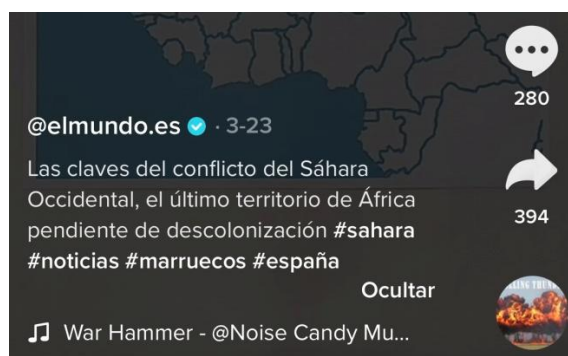 280
@elmundo.es · 3-23
Las claves del conflicto del Sáhara
Occidental, el último territorio de África
pendiente de descolonización #sahara
#noticias #marruecos #españa
394
Ocultar
War Hammer - @Noise Candy Mu...